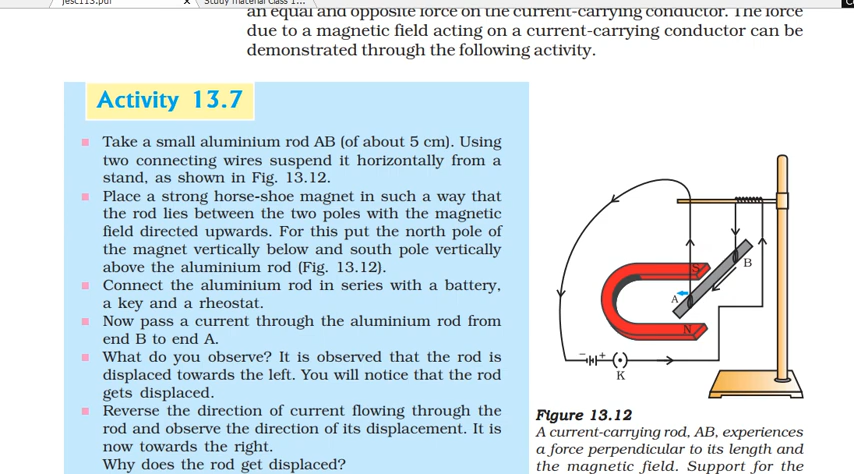 jesc113.pdf
Study material Class 1...
an equal and opposite force on the current-carrying conductor. The force
due to a magnetic field acting on a current-carrying conductor can be
demonstrated through the following activity.
Activity 13.7
Take a small aluminium rod AB (of about 5 cm). Using
two connecting wires suspend it horizontally from a
stand, as shown in Fig. 13.12.
Place a strong horse-shoe magnet in such a way that
the rod lies between the two poles with the magnetic
field directed upwards. For this put the north pole of
the magnet vertically below and south pole vertically
above the aluminium rod (Fig. 13.12).
Connect the aluminium rod in series with a battery,
a key and a rheostat.
Now pass a current through the aluminium rod from
end B to end A.
What do you observe? It is observed that the rod is
displaced towards the left. You will notice that the rod
gets displaced.
Reverse the direction of current flowing through the
rod and observe the direction of its displacement. It is
now towards the right.
Why does the rod get displaced?
S
B
A
N
− +
K
Figure 13.12
A current-carrying rod, AB, experiences
a force perpendicular to its length and
the magnetic field. Support for the